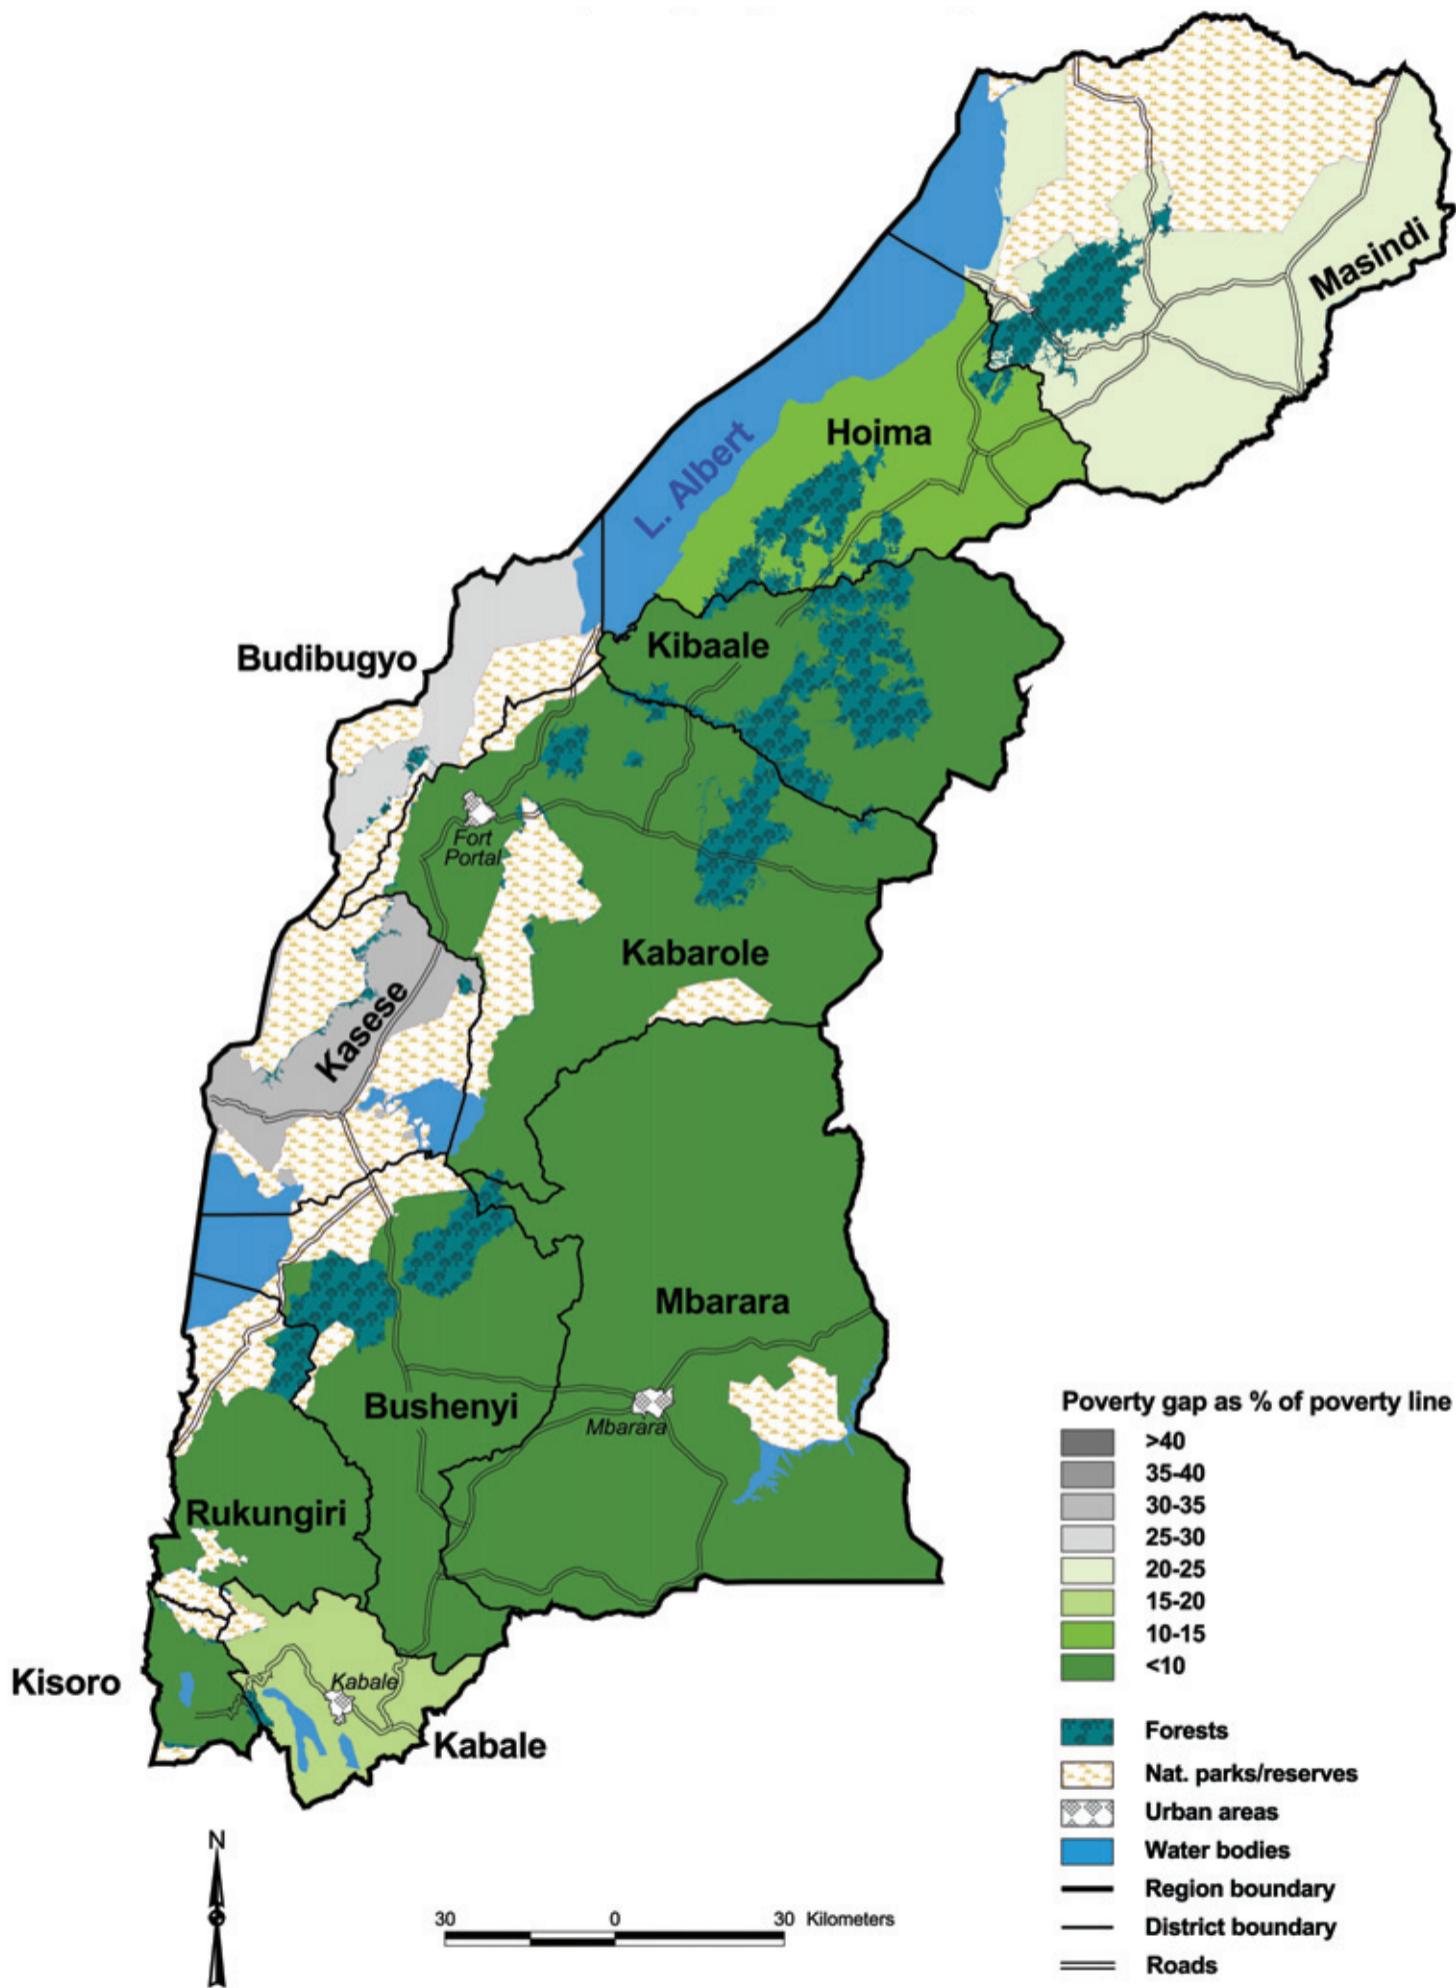 Masindi
Hoima
L. Albert
Kibaale
Budibugyo
Fort
Portal
Kabarole
Kasese
Mbarara
Bushenyi
Mbarara
Rukungiri
Kisoro
Kabale
Kabale
Poverty gap as % of poverty line
>40
35-40
30-35
25-30
20-25
15-20
10-15
<10
Forests
Nat. parks/reserves
Urban areas
Water bodies
Region boundary
District boundary
Roads
N
30 0 30 Kilometers